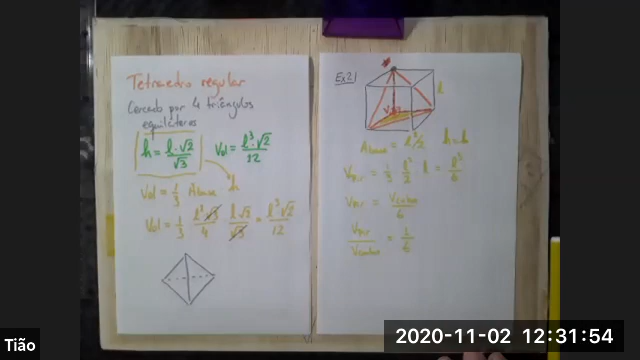 Tetraedro regular
Cercado por 4 triângulos
equiláteros
h = l·√2/√3
Vol = l³·√2/12
Vol = 1/3 Abase h
Vol = 1/3 l²√3/4 l√2/√3 = l³√2/12
Ex21
l
Abase = l²/2 h=l
Vpir = 1/3 l²/2 · l = l³/6
Vpir = Vcubo/6
Vpir/Vcubo = 1/6
Tião
2020-11-02 12:31:54